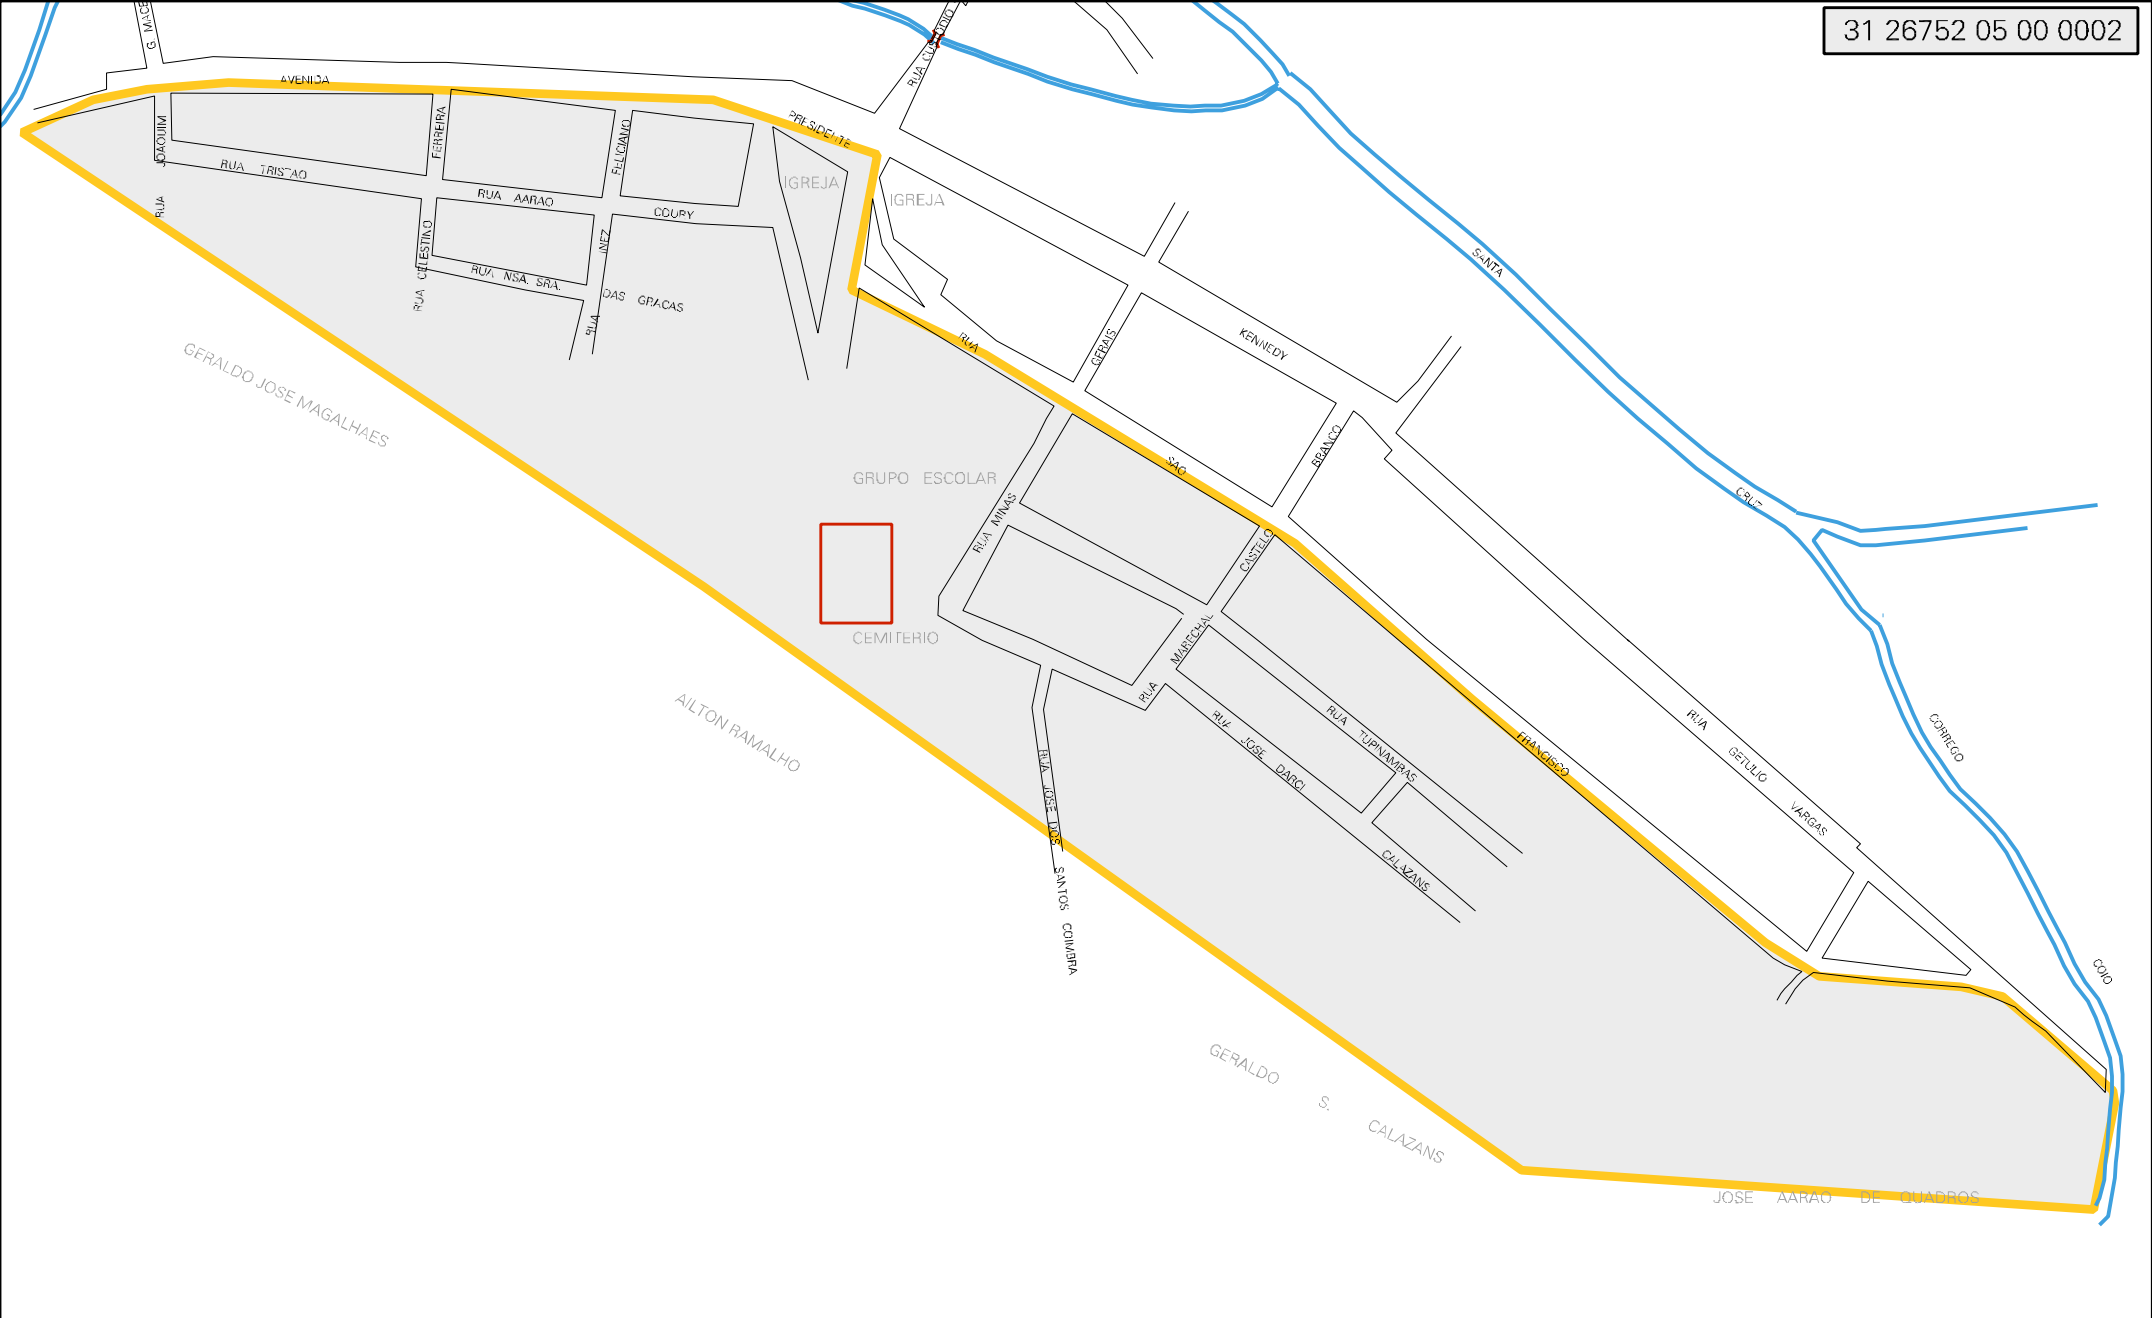 31 26752 05 00 0002
G. MACE
RUA CUSTODIO
AVENIDA
PRESIDENTE
KENNEDY
RUA JOAQUIM
FERREIRA
FELICIANO
IGREJA
IGREJA
RUA TRISTAO
RUA AARAO
COURY
RUA CELESTINO
INEZ
RUA
RUA NSA. SRA.
DAS GRACAS
SANTA
CRUZ
CORREGO
COIO
GERAIS
RUA MINAS
RUA
SAO
FRANCISCO
BRANCO
CASTELO
MARECHAL
RUA
GERALDO JOSE MAGALHAES
GRUPO ESCOLAR
CEMITERIO
AILTON RAMALHO
RUA TUPINAMBAS
RUA JOSE DARCI
CALAZANS
RUA GETULIO VARGAS
RUA JOSE DOS SANTOS COIMBRA
GERALDO S. CALAZANS
JOSE AARAO DE QUADROS